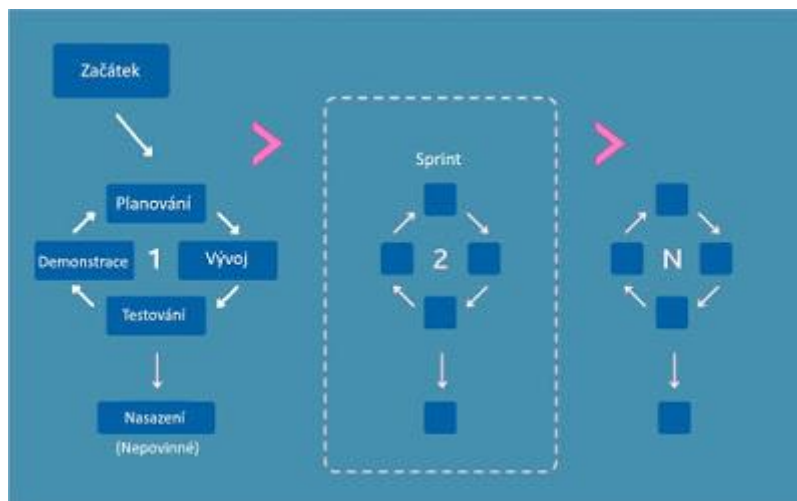 Začátek
Planování
Demonstrace
1
Vývoj
Testování
Nasazení
(Nepovinné)
Sprint
2
N